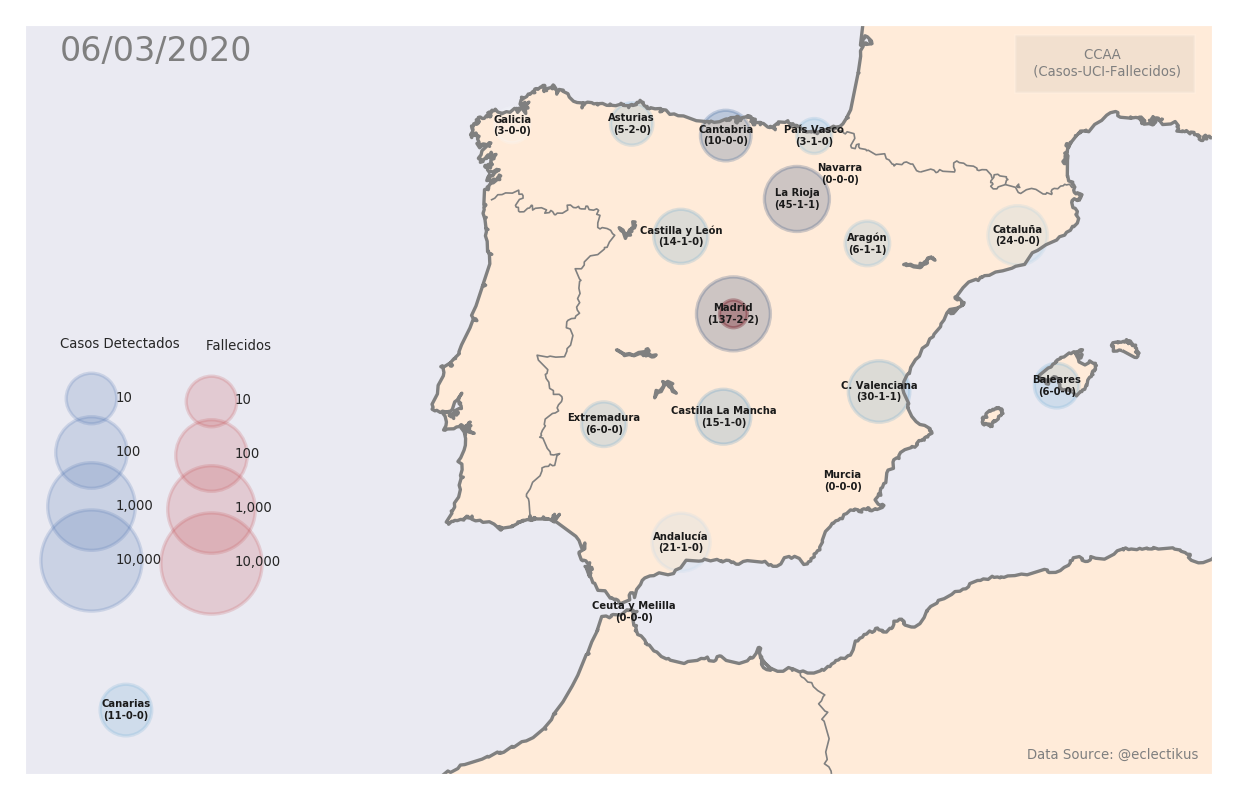 06/03/2020
CCAA
(Casos-UCI-Fallecidos)
Galicia
(3-0-0)
Asturias
(5-2-0)
Cantabria
(10-0-0)
País Vasco
(3-1-0)
Navarra
(0-0-0)
La Rioja
(45-1-1)
Castilla y León
(14-1-0)
Aragón
(6-1-1)
Cataluña
(24-0-0)
Madrid
(137-2-2)
Casos Detectados
Fallecidos
10
10
100
100
1,000
1,000
10,000
10,000
C. Valenciana
(30-1-1)
Baleares
(6-0-0)
Extremadura
(6-0-0)
Castilla La Mancha
(15-1-0)
Murcia
(0-0-0)
Andalucía
(21-1-0)
Ceuta y Melilla
(0-0-0)
Canarias
(11-0-0)
Data Source: @eclectikus